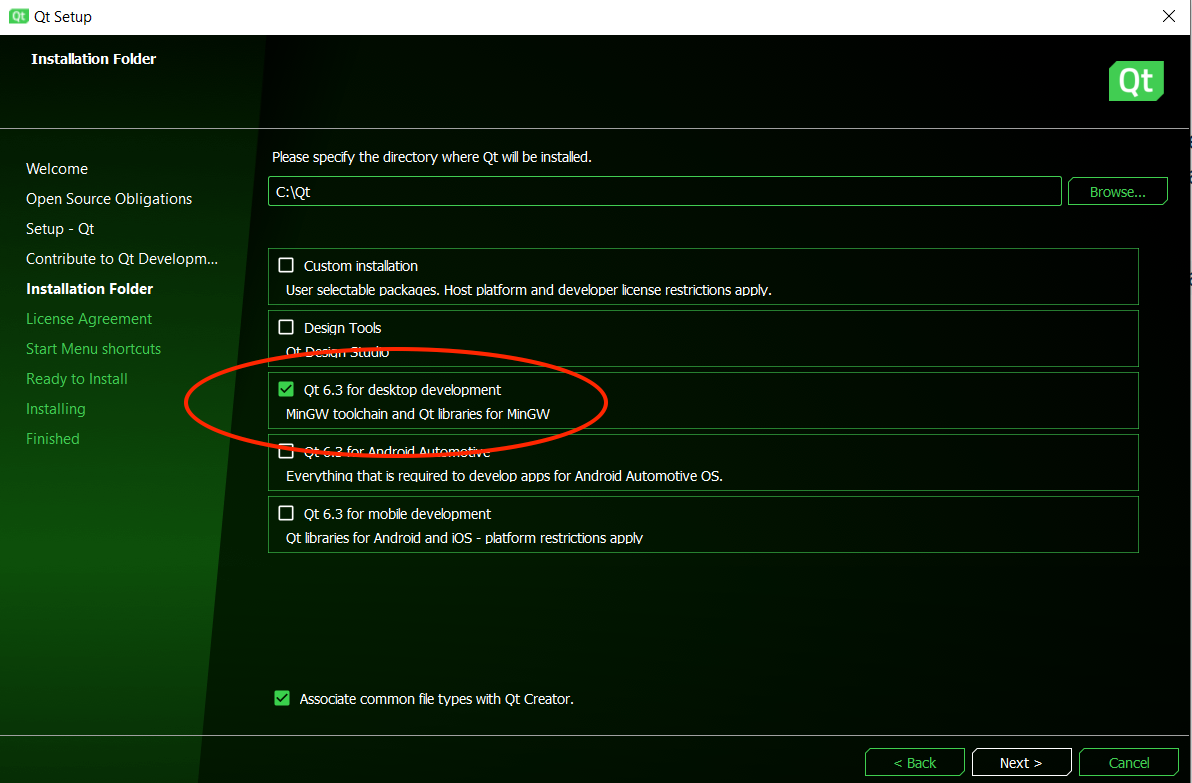 Qt Qt Setup
Installation Folder
Qt
Welcome
Open Source Obligations
Setup - Qt
Contribute to Qt Developm...
Installation Folder
License Agreement
Start Menu shortcuts
Ready to Install
Installing
Finished
Please specify the directory where Qt will be installed.
C:\Qt
Browse...
Custom installation
User selectable packages. Host platform and developer license restrictions apply.
Design Tools
Qt Design Studio
Qt 6.3 for desktop development
MinGW toolchain and Qt libraries for MinGW
Qt 6.3 for Android Automotive
Everything that is required to develop apps for Android Automotive OS.
Qt 6.3 for mobile development
Qt libraries for Android and iOS - platform restrictions apply
Associate common file types with Qt Creator.
< Back
Next >
Cancel